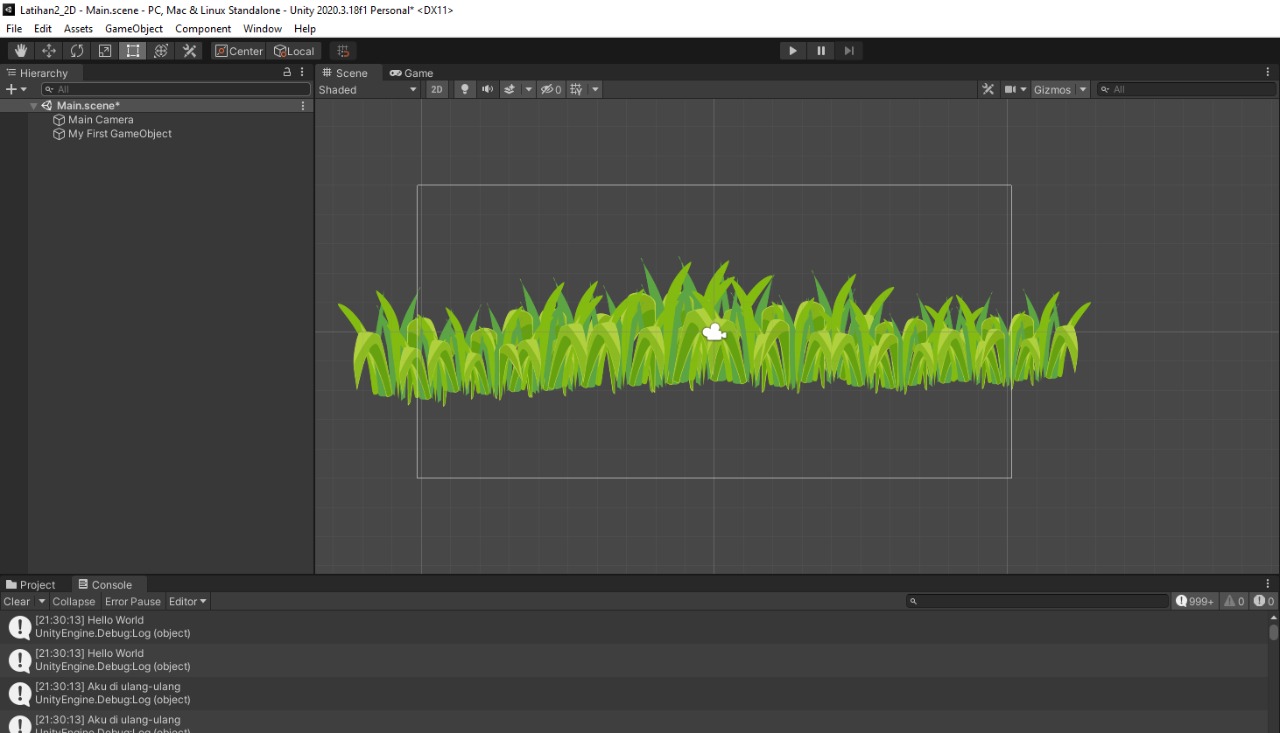 Latihan2_2D - Main.scene - PC, Mac & Linux Standalone - Unity 2020.3.18f1 Personal* <DX11>
File Edit Assets GameObject Component Window Help
Center Local
Hierarchy
All
Main.scene*
Main Camera
My First GameObject
Scene Game
Shaded 2D 0 Gizmos All
Project Console
Clear Collapse Error Pause Editor 999+ 0 0
[21:30:13] Hello World
UnityEngine.Debug:Log (object)
[21:30:13] Hello World
UnityEngine.Debug:Log (object)
[21:30:13] Aku di ulang-ulang
UnityEngine.Debug:Log (object)
[21:30:13] Aku di ulang-ulang
UnityEngine.Debug:Log (object)